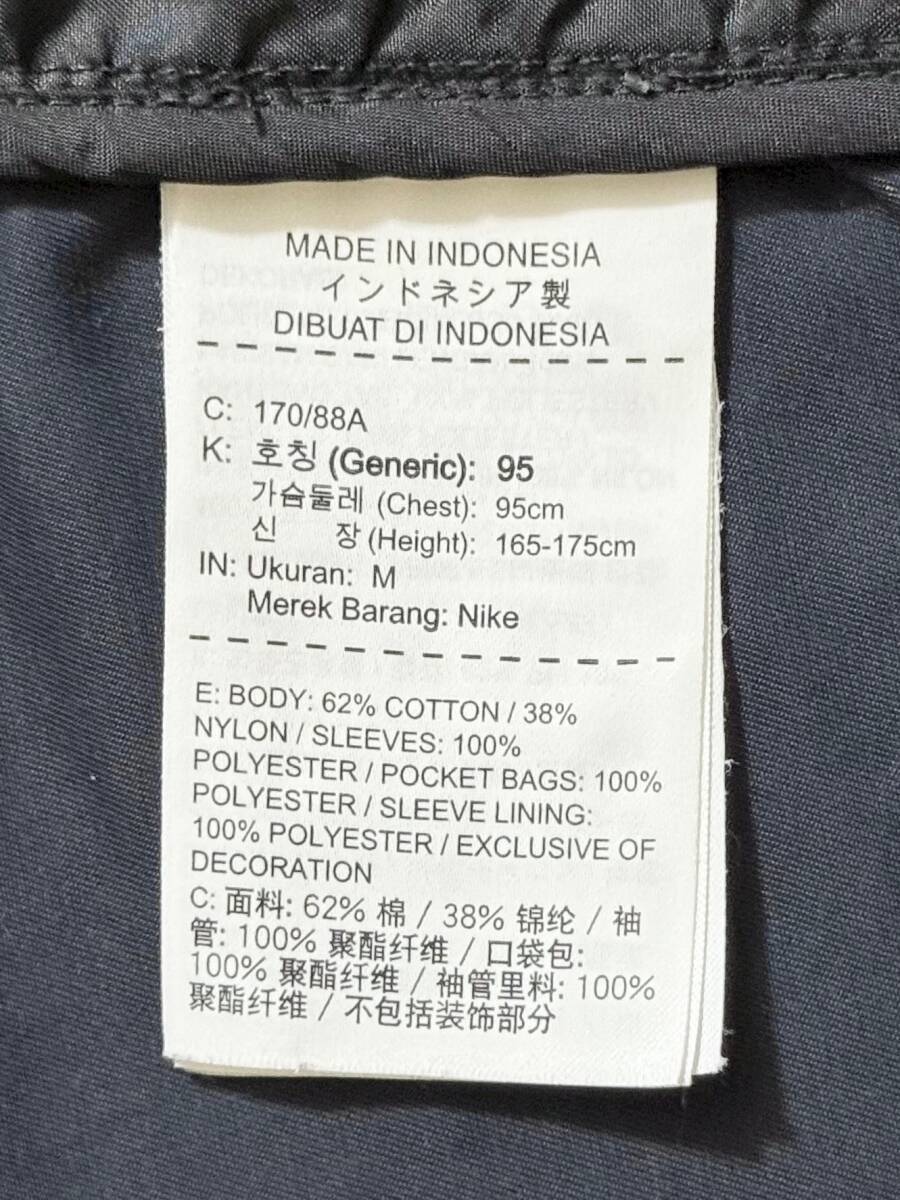 MADE IN INDONESIA
インドネシア製
DIBUAT DI INDONESIA
C: 170/88A
K: 호칭 (Generic): 95
가슴둘레 (Chest): 95cm
신 장 (Height): 165-175cm
IN: Ukuran: M
Merek Barang: Nike
E: BODY: 62% COTTON / 38%
NYLON / SLEEVES: 100%
POLYESTER / POCKET BAGS: 100%
POLYESTER / SLEEVE LINING:
100% POLYESTER / EXCLUSIVE OF
DECORATION
C: 面料: 62% 棉 / 38% 锦纶 / 袖
管: 100% 聚酯纤维 / 口袋包:
100% 聚酯纤维 / 袖管里料: 100%
聚酯纤维 / 不包括装饰部分